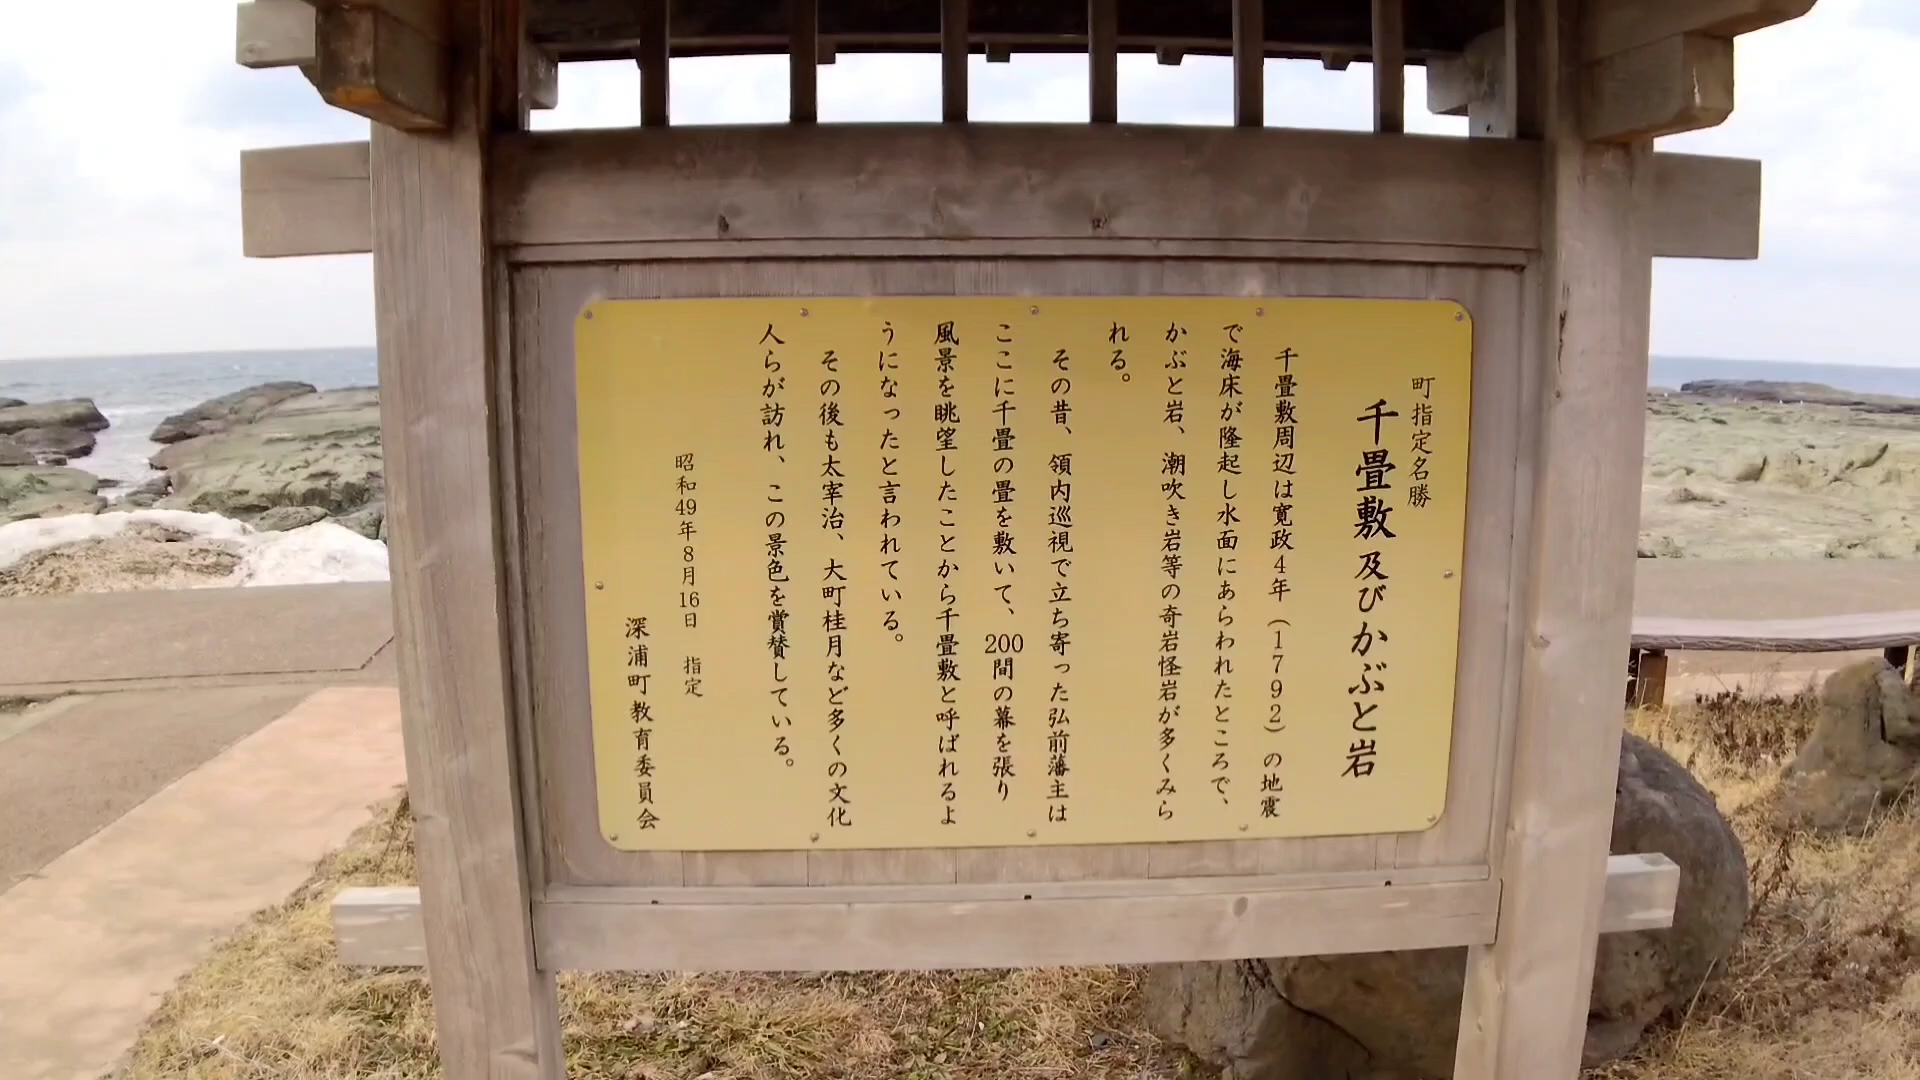 町指定名勝
千畳敷及びかぶと岩
千畳敷周辺は寛政4年(1792)の地震
で海床が隆起し水面にあらわれたところで、
かぶと岩、潮吹き岩等の奇岩怪岩が多くみら
れる。
その昔、領内巡視で立ち寄った弘前藩主は
ここに千畳の畳を敷いて、200間の幕を張り
風景を眺望したことから千畳敷と呼ばれるよ
うになったと言われている。
その後も太宰治、大町桂月など多くの文化
人らが訪れ、この景色を賞賛している。
昭和49年8月16日 指定
深浦町教育委員会